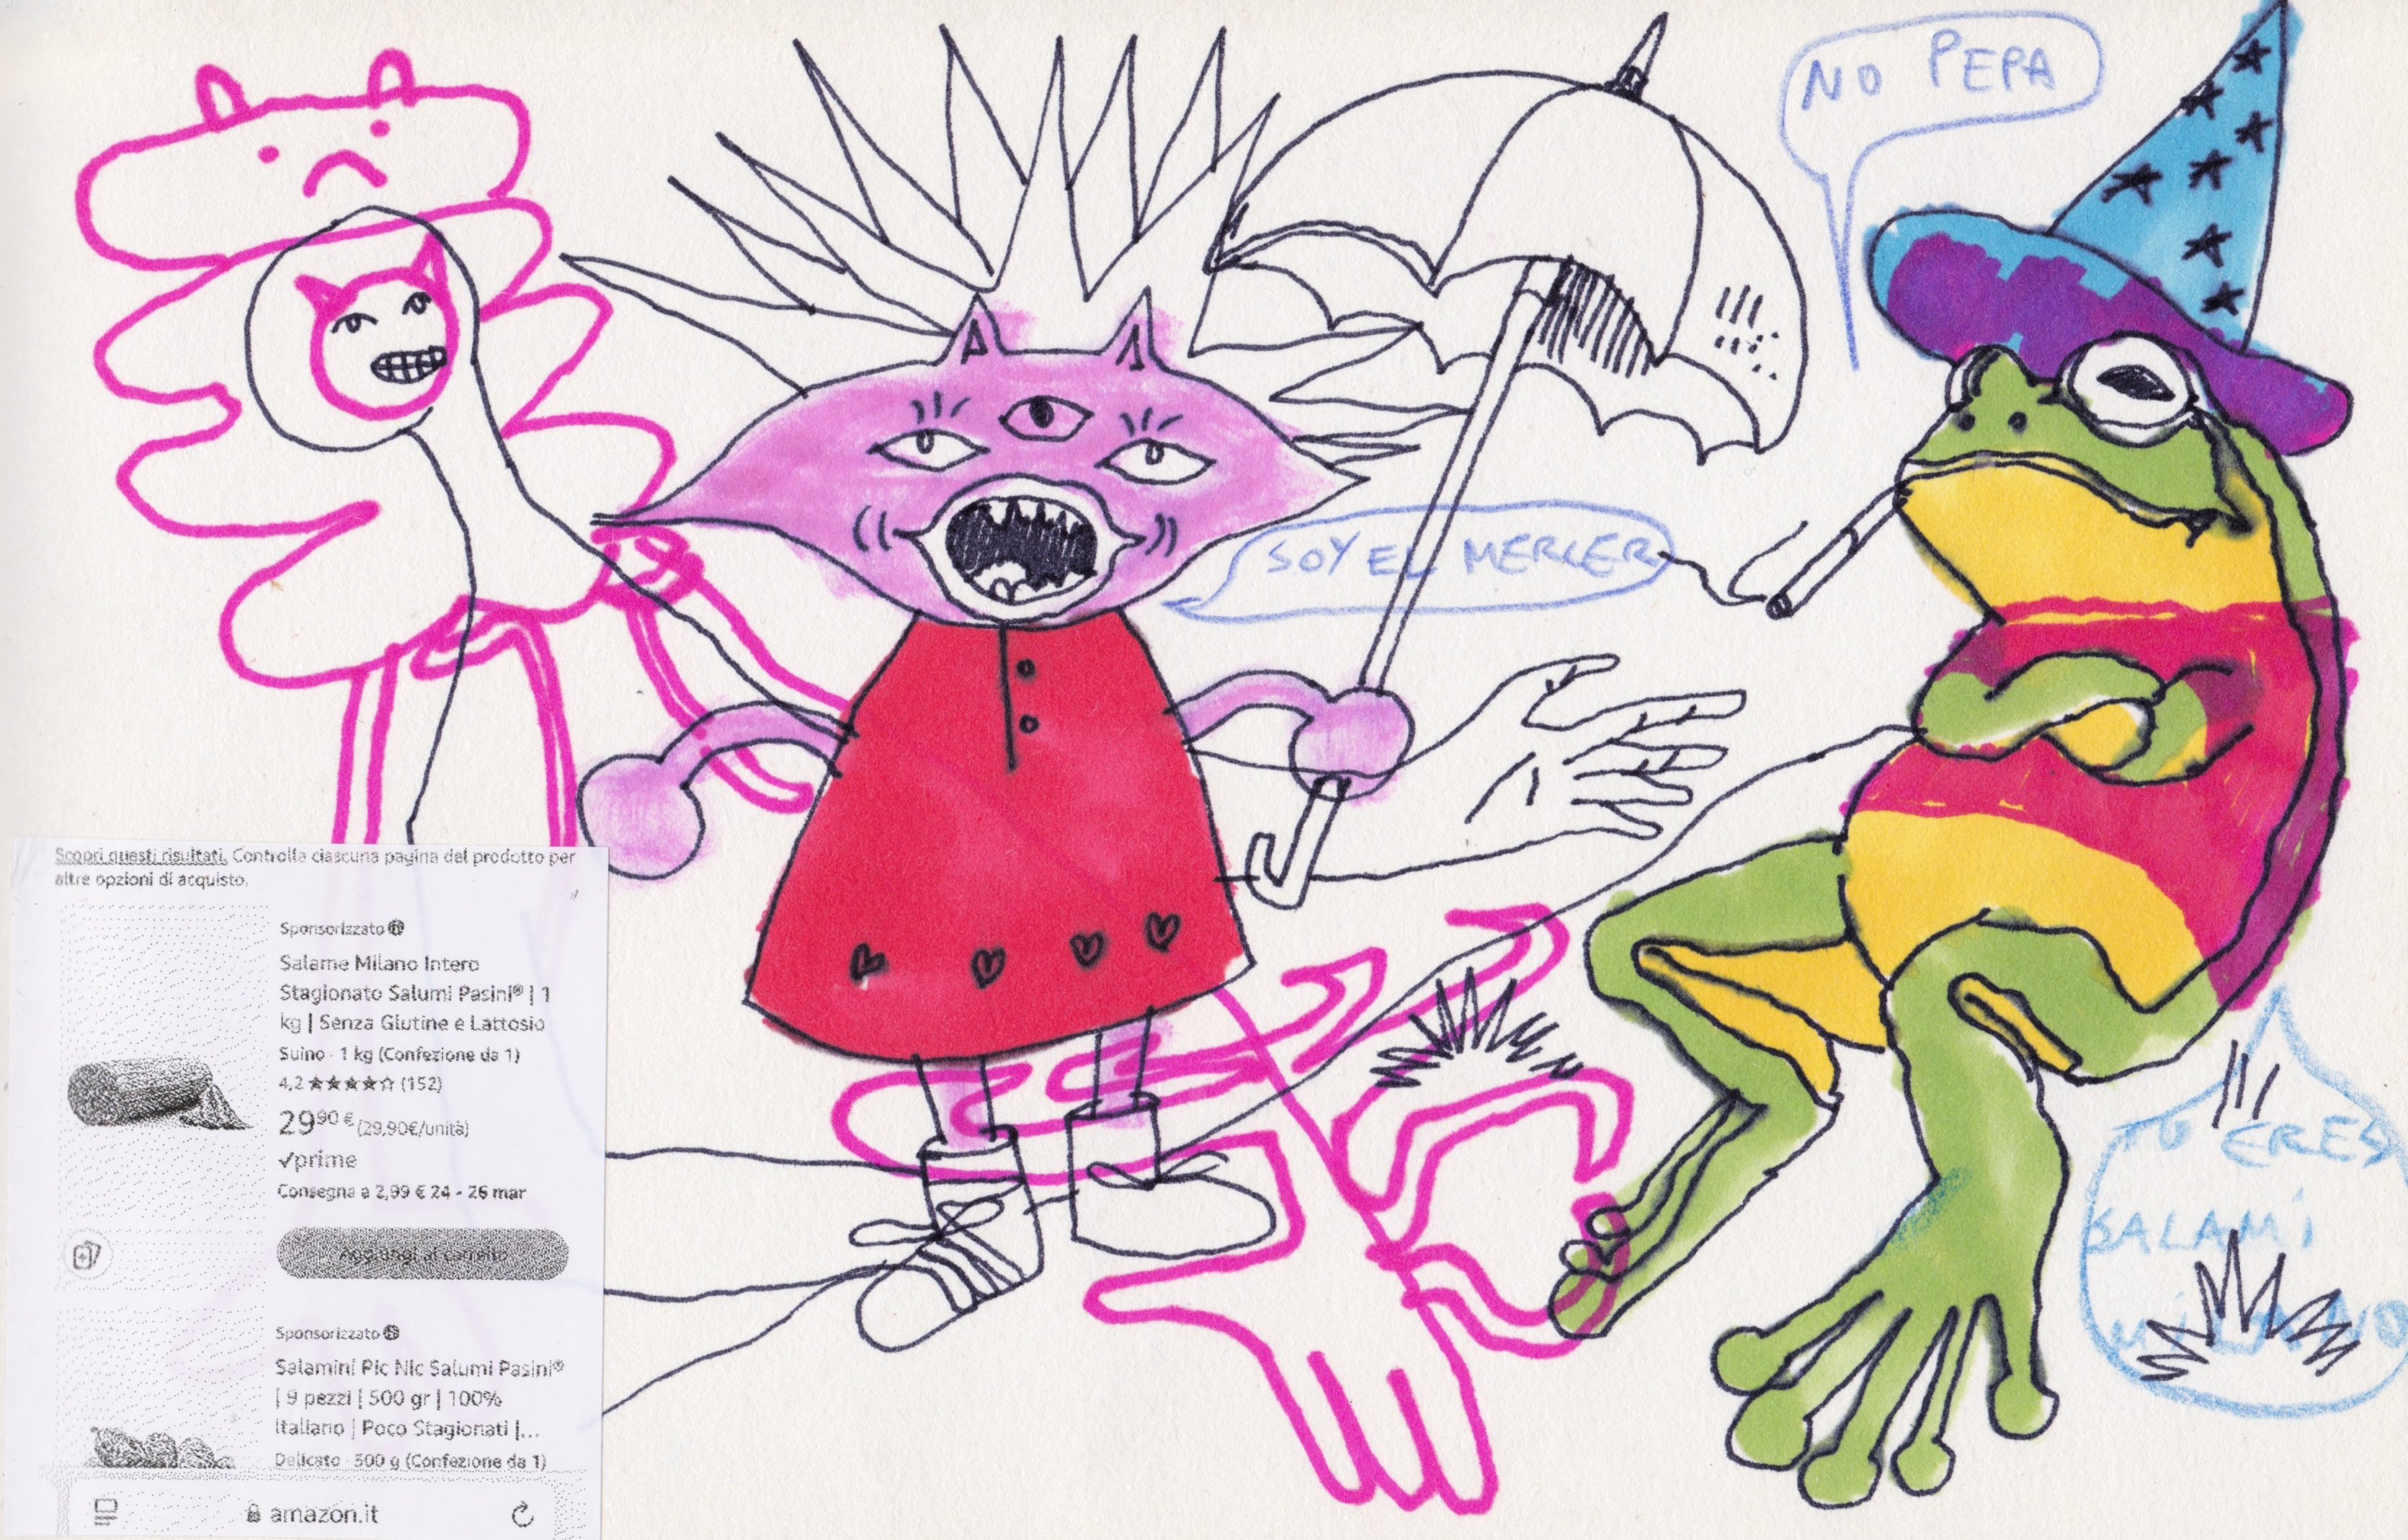 NO PEPA
SOY EL MERCER
TU ERES
SALAMi
MiLANO
Scopri questi risultati. Controlla ciascuna pagina del prodotto per
altre opzioni di acquisto.
Sponsorizzato
Salame Milano Intero
Stagionato Salumi Pasini® | 1
kg | Senza Glutine e Lattosio
Suino · 1 kg (Confezione da 1)
4,2 ★★★★☆ (152)
29,90 € (29,90€/unità)
✓prime
Consegna a 2,99 € 24 - 26 mar
Aggiungi al carrello
Sponsorizzato
Salamini Pic Nic Salumi Pasini®
| 9 pezzi | 500 gr | 100%
Italiano | Poco Stagionati |...
Delicato · 500 g (Confezione da 1)
amazon.it